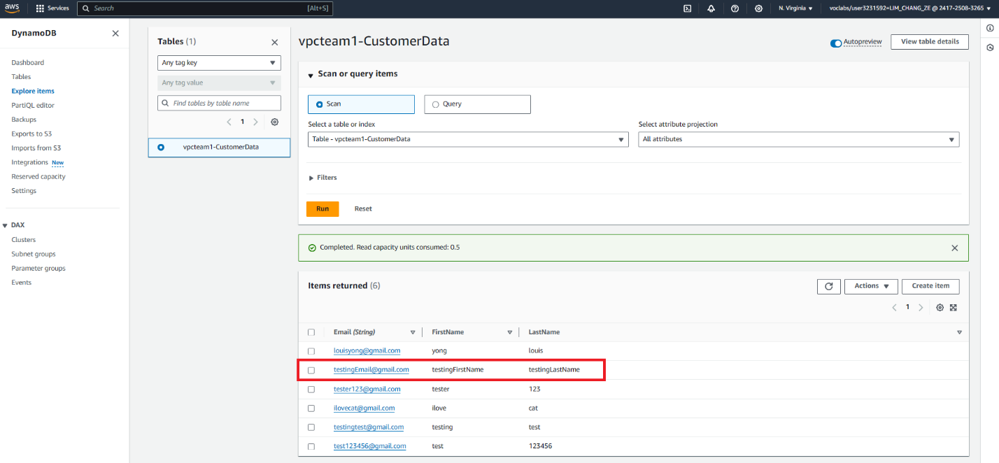 aws
Services
Search
[Alt+S]
N. Virginia
voclabs/user3231592=LIM_CHANG_ZE @ 2417-2508-3265
DynamoDB
Dashboard
Tables
Explore items
PartiQL editor
Backups
Exports to S3
Imports from S3
Integrations New
Reserved capacity
Settings
DAX
Clusters
Subnet groups
Parameter groups
Events
Tables (1)
Any tag key
Any tag value
Find tables by table name
1
vpcteam1-CustomerData
vpcteam1-CustomerData
Autopreview
View table details
Scan or query items
Scan
Query
Select a table or index
Select attribute projection
Table - vpcteam1-CustomerData
All attributes
Filters
Run
Reset
Completed. Read capacity units consumed: 0.5
Items returned (6)
Actions
Create item
1
Email (String) FirstName LastName
louisyong@gmail.com yong louis
testingEmail@gmail.com testingFirstName testingLastName
tester123@gmail.com tester 123
ilovecat@gmail.com ilove cat
testingtest@gmail.com testing test
test123456@gmail.com test 123456